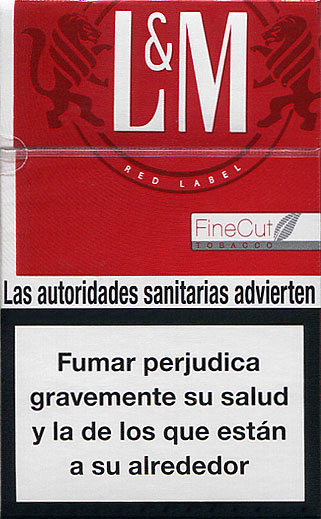 L&M
RED LABEL
FineCut
TOBACCO
Las autoridades sanitarias advierten
Fumar perjudica
gravemente su salud
y la de los que están
a su alrededor